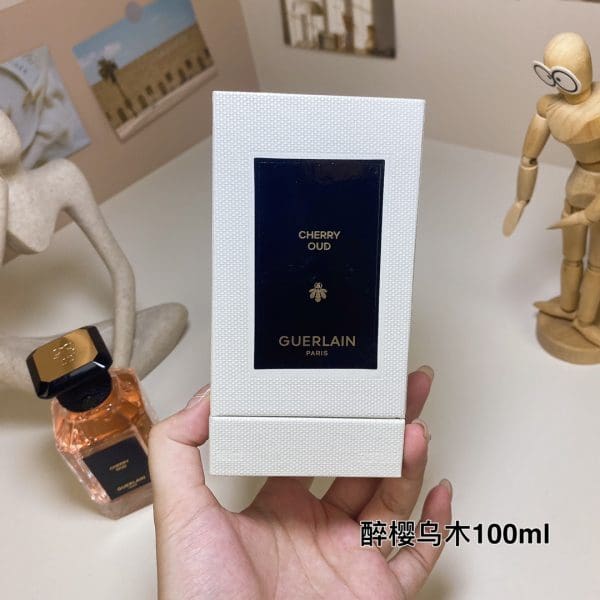 CHERRY
OUD
GUERLAIN
PARIS
CHERRY
OUD
GUERLAIN
醉樱乌木100ml